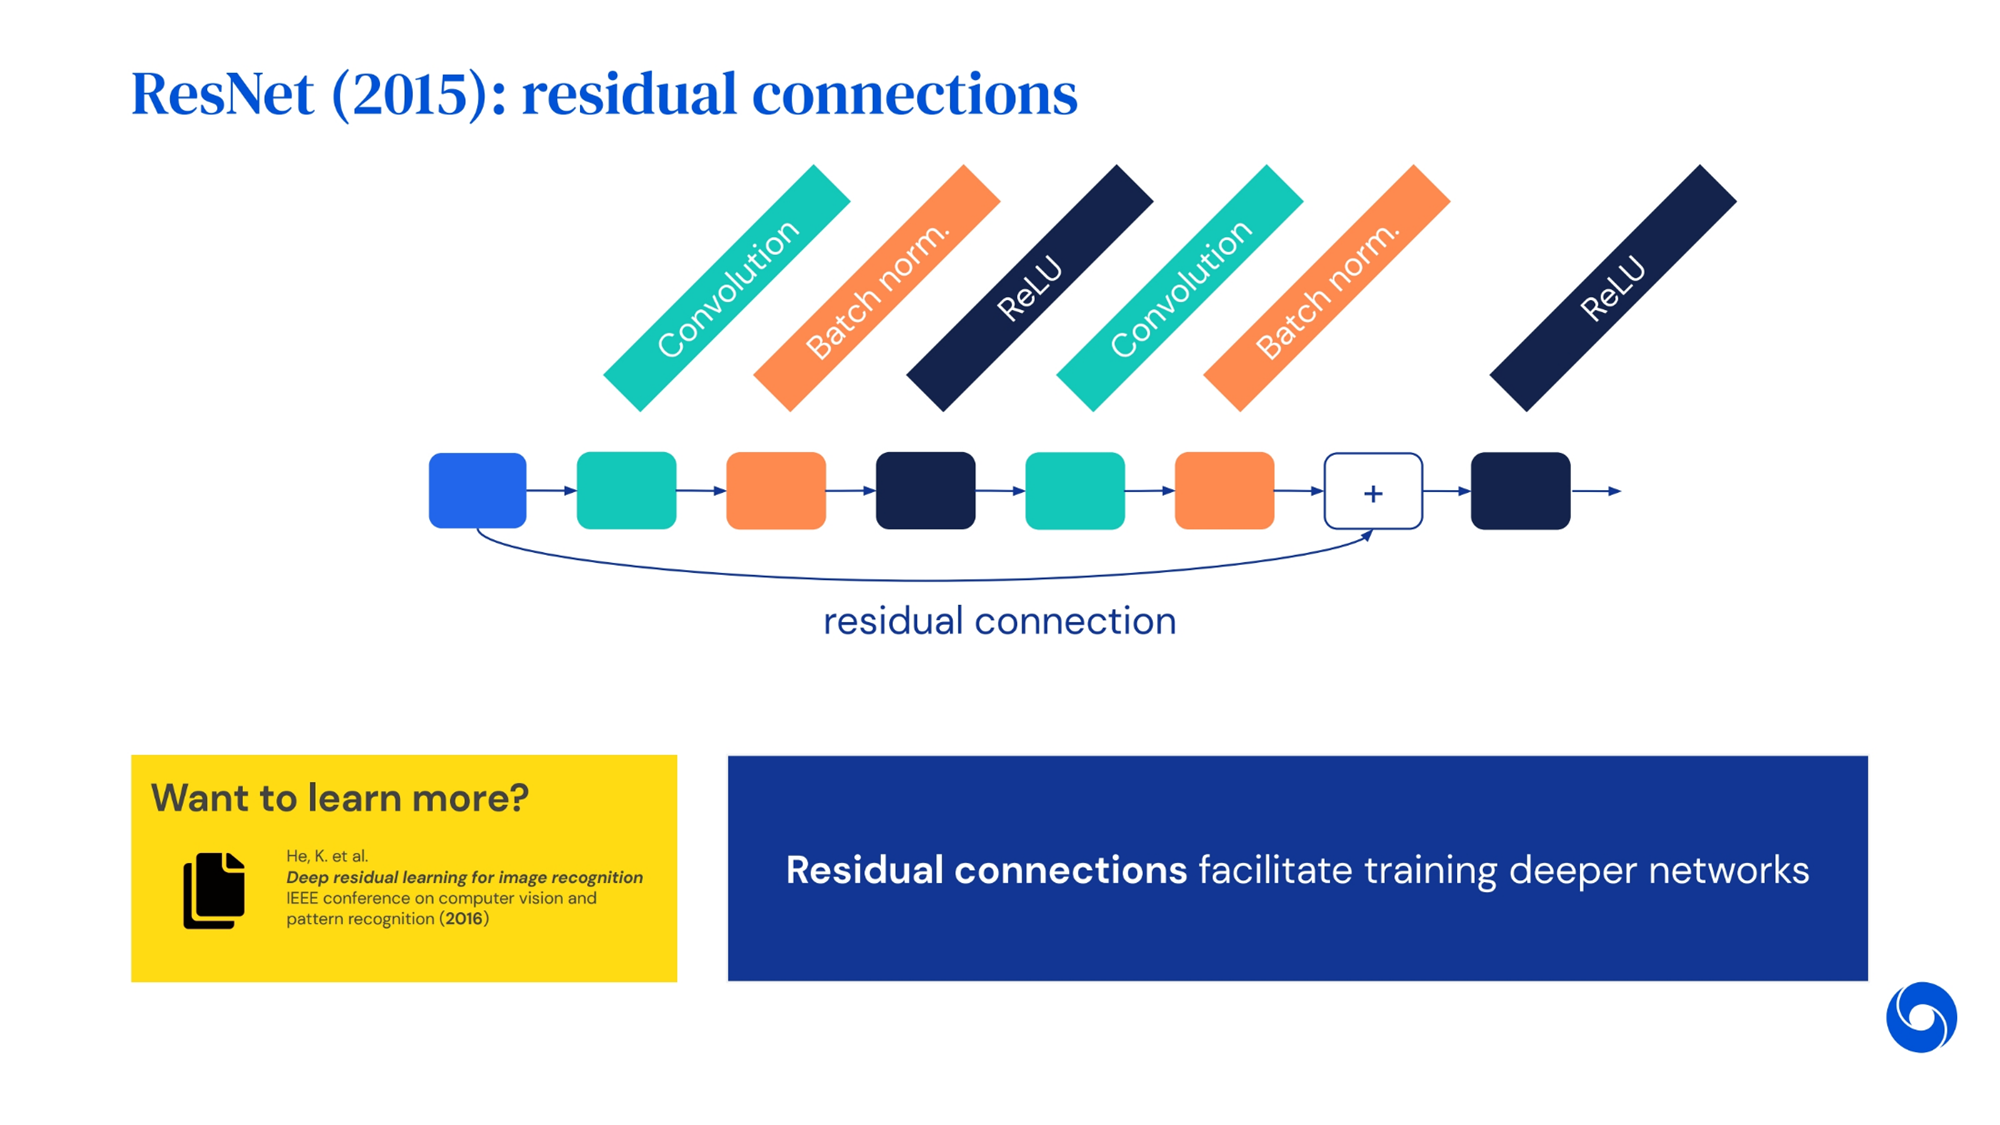 ResNet (2015): residual connections
Convolution
Batch norm.
ReLU
Convolution
Batch norm.
ReLU
+
residual connection
Want to learn more?
He, K. et al.
Deep residual learning for image recognition
IEEE conference on computer vision and
pattern recognition (2016)
Residual connections facilitate training deeper networks